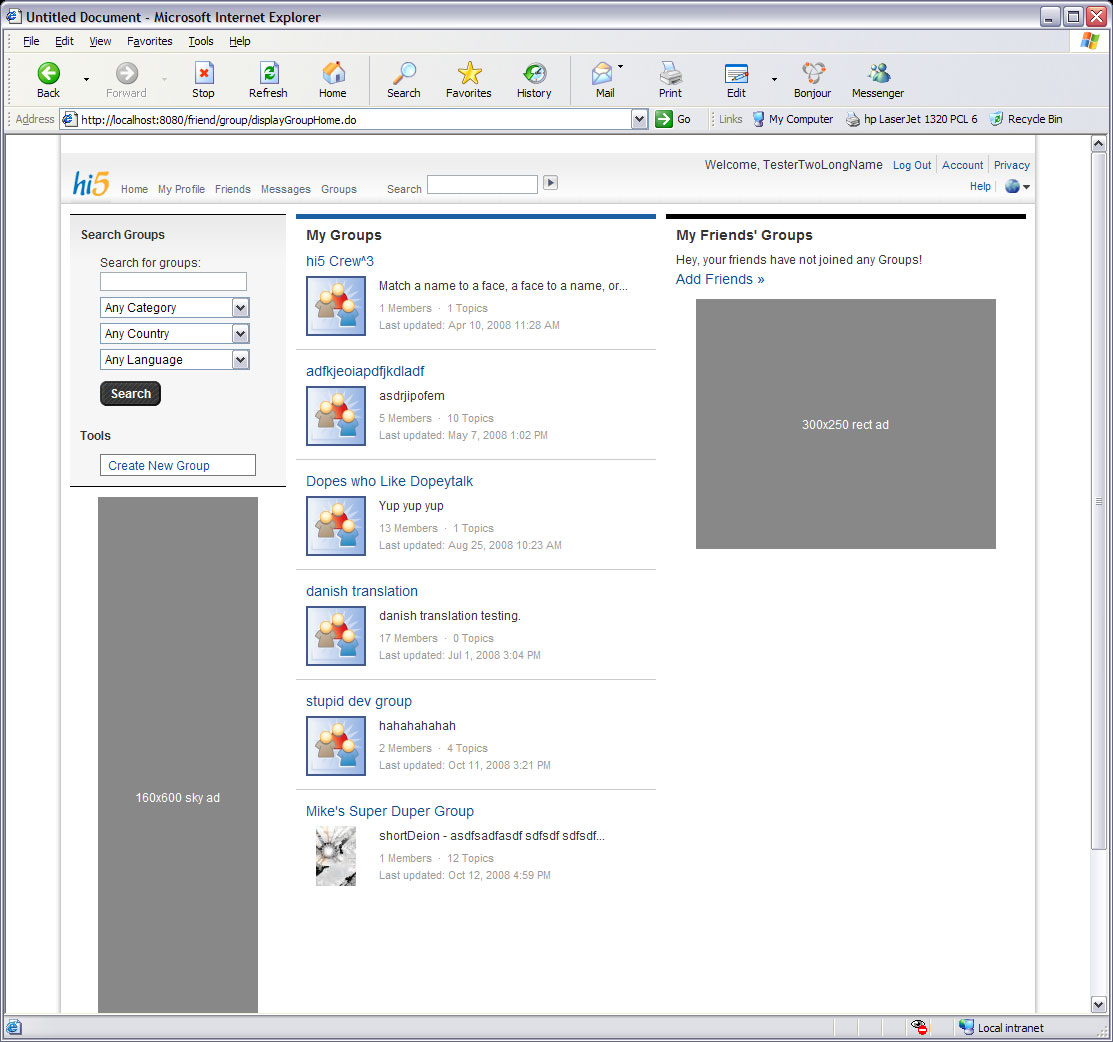 Untitled Document - Microsoft Internet Explorer
File Edit View Favorites Tools Help
Back Forward Stop Refresh Home Search Favorites History Mail Print Edit Bonjour Messenger
Address http://localhost:8080/friend/group/displayGroupHome.do Go Links My Computer hp LaserJet 1320 PCL 6 Recycle Bin
Welcome, TesterTwoLongName Log Out Account Privacy
hi5 Home My Profile Friends Messages Groups Search
Help
Search Groups
Search for groups:
Any Category
Any Country
Any Language
Search
Tools
Create New Group
160x600 sky ad
My Groups
hi5 Crew^3
Match a name to a face, a face to a name, or...
1 Members · 1 Topics
Last updated: Apr 10, 2008 11:28 AM
adfkjeoiapdfjkdladf
asdrjipofem
5 Members · 10 Topics
Last updated: May 7, 2008 1:02 PM
Dopes who Like Dopeytalk
Yup yup yup
13 Members · 1 Topics
Last updated: Aug 25, 2008 10:23 AM
danish translation
danish translation testing.
17 Members · 0 Topics
Last updated: Jul 1, 2008 3:04 PM
stupid dev group
hahahahahah
2 Members · 4 Topics
Last updated: Oct 11, 2008 3:21 PM
Mike's Super Duper Group
shortDeion - asdfsadfasdf sdfsdf sdfsdf...
1 Members · 12 Topics
Last updated: Oct 12, 2008 4:59 PM
My Friends' Groups
Hey, your friends have not joined any Groups!
Add Friends »
300x250 rect ad
Local intranet